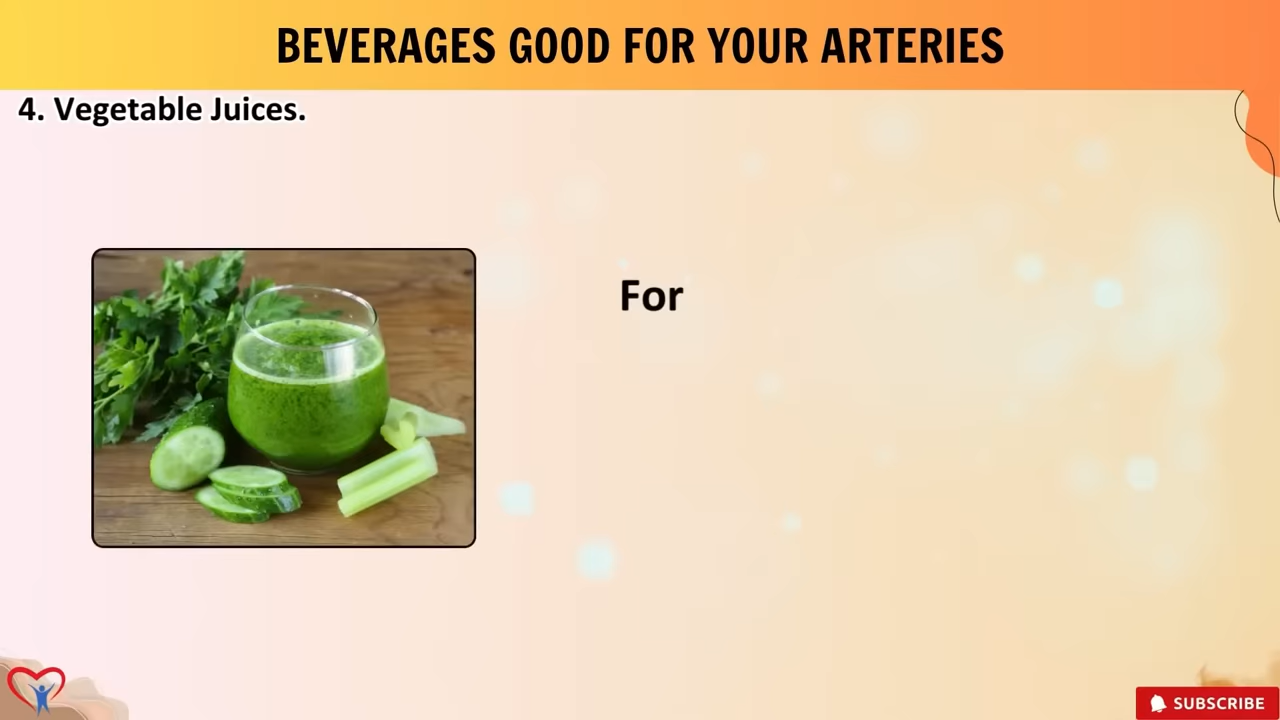 BEVERAGES GOOD FOR YOUR ARTERIES
4. Vegetable Juices.
For
SUBSCRIBE